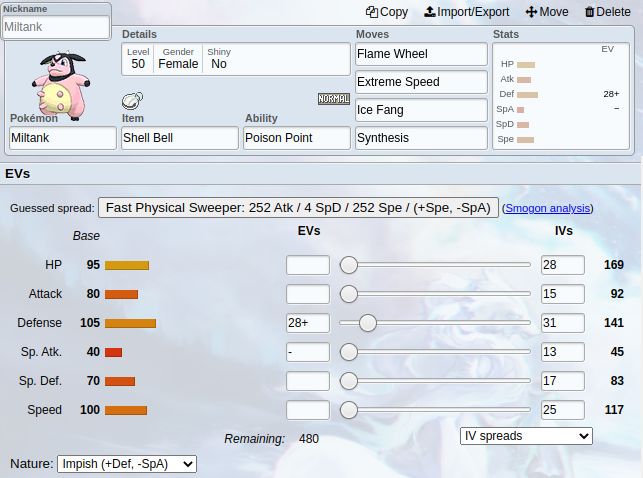 Nickname
Miltank
Copy Import/Export Move Delete
Details
Moves
Stats
Level Gender Shiny
50 Female No
NORMAL
Pokémon
Miltank
Item
Shell Bell
Ability
Poison Point
Flame Wheel
Extreme Speed
Ice Fang
Synthesis
EV
HP
Atk
Def 28+
SpA −
SpD
Spe
EVs
Guessed spread: Fast Physical Sweeper: 252 Atk / 4 SpD / 252 Spe / (+Spe, -SpA) (Smogon analysis)
Base EVs IVs
HP 95 28 169
Attack 80 15 92
Defense 105 28+ 31 141
Sp. Atk. 40 - 13 45
Sp. Def. 70 17 83
Speed 100 25 117
Remaining: 480 IV spreads
Nature: Impish (+Def, -SpA)